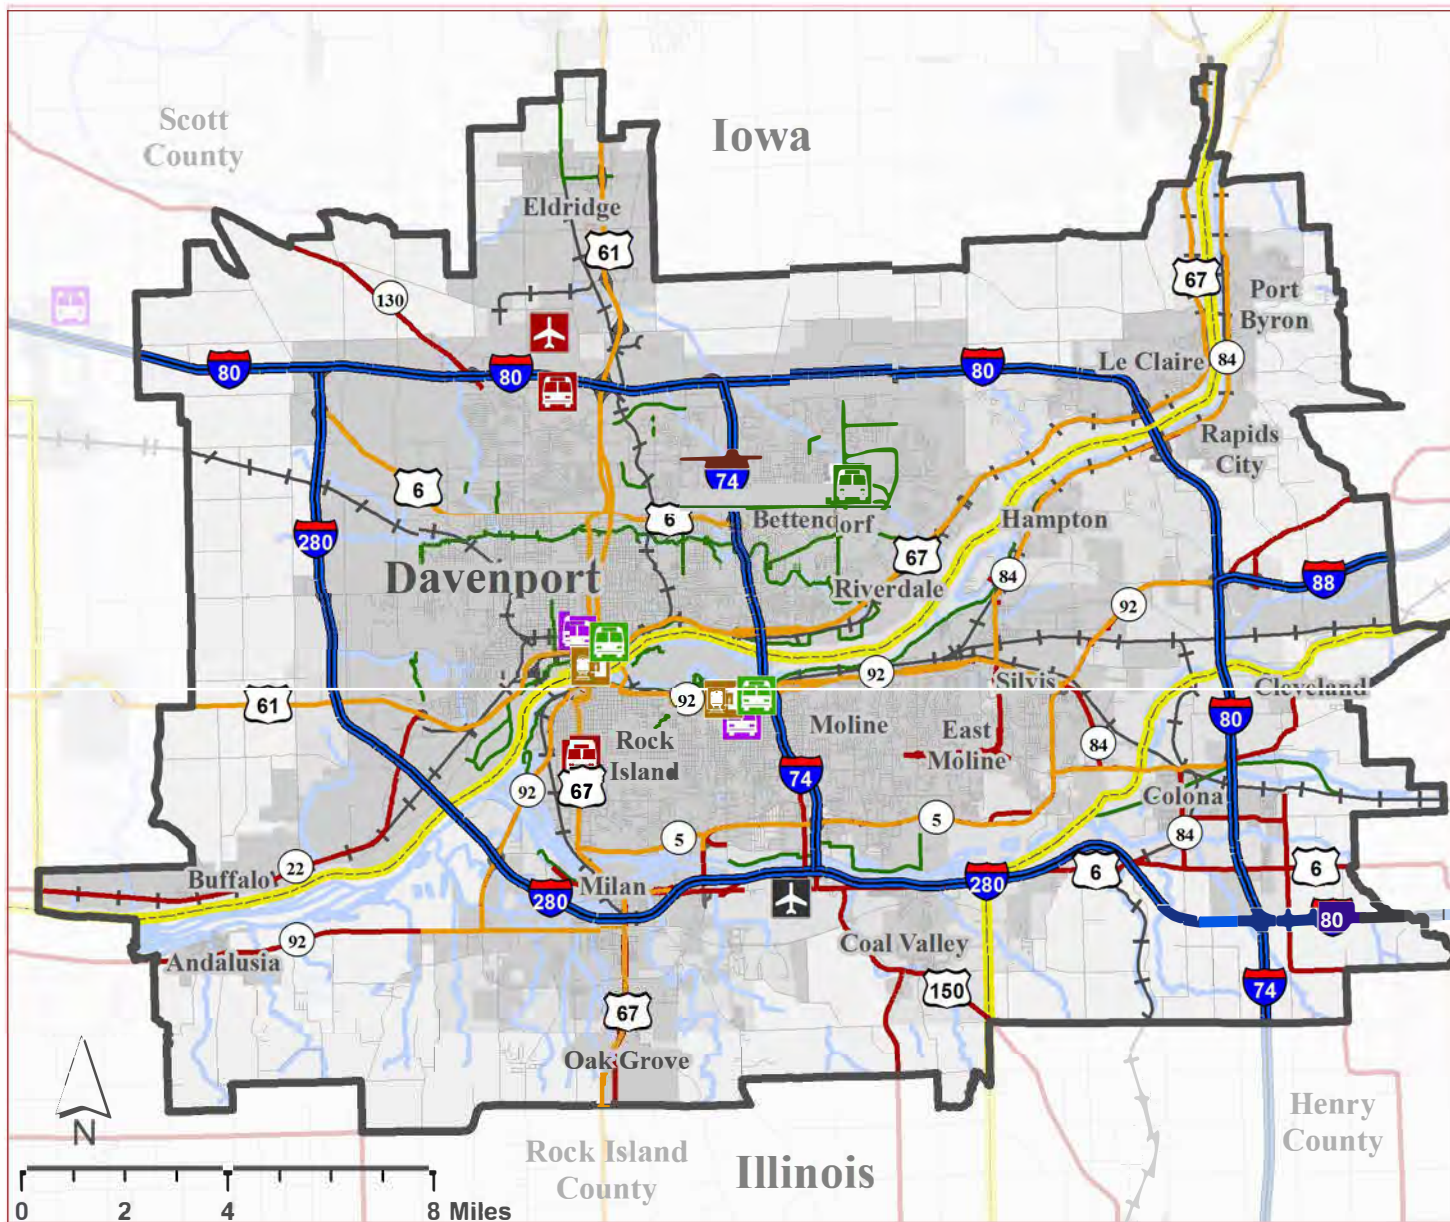 Scott
County
Iowa
Eldridge
61
67
Port
Byron
130
Le Claire
84
80
80
80
Rapids
City
6
74
6
Bettendorf
Hampton
280
67
Davenport
Riverdale
84
88
92
92
Silvis
Cleveland
61
92
80
Rock
Island
Moline
East
Moline
84
92
67
74
Colona
5
5
84
22
Buffalo
280
Milan
280
6
6
80
92
Andalusia
Coal Valley
150
74
67
Oak Grove
N
Henry
County
Rock Island
County
Illinois
0 2 4 8 Miles